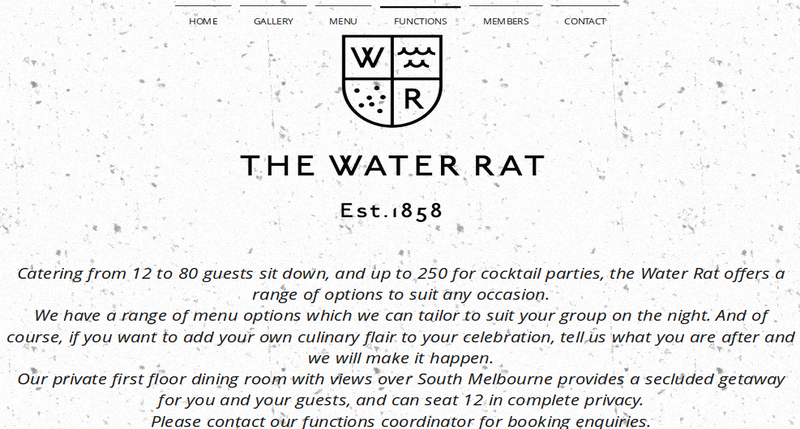 HOME GALLERY MENU FUNCTIONS MEMBERS CONTACT
W
R
THE WATER RAT
Est.1858
Catering from 12 to 80 guests sit down, and up to 250 for cocktail parties, the Water Rat offers a
range of options to suit any occasion.
We have a range of menu options which we can tailor to suit your group on the night. And of
course, if you want to add your own culinary flair to your celebration, tell us what you are after and
we will make it happen.
Our private first floor dining room with views over South Melbourne provides a secluded getaway
for you and your guests, and can seat 12 in complete privacy.
Please contact our functions coordinator for booking enquiries.